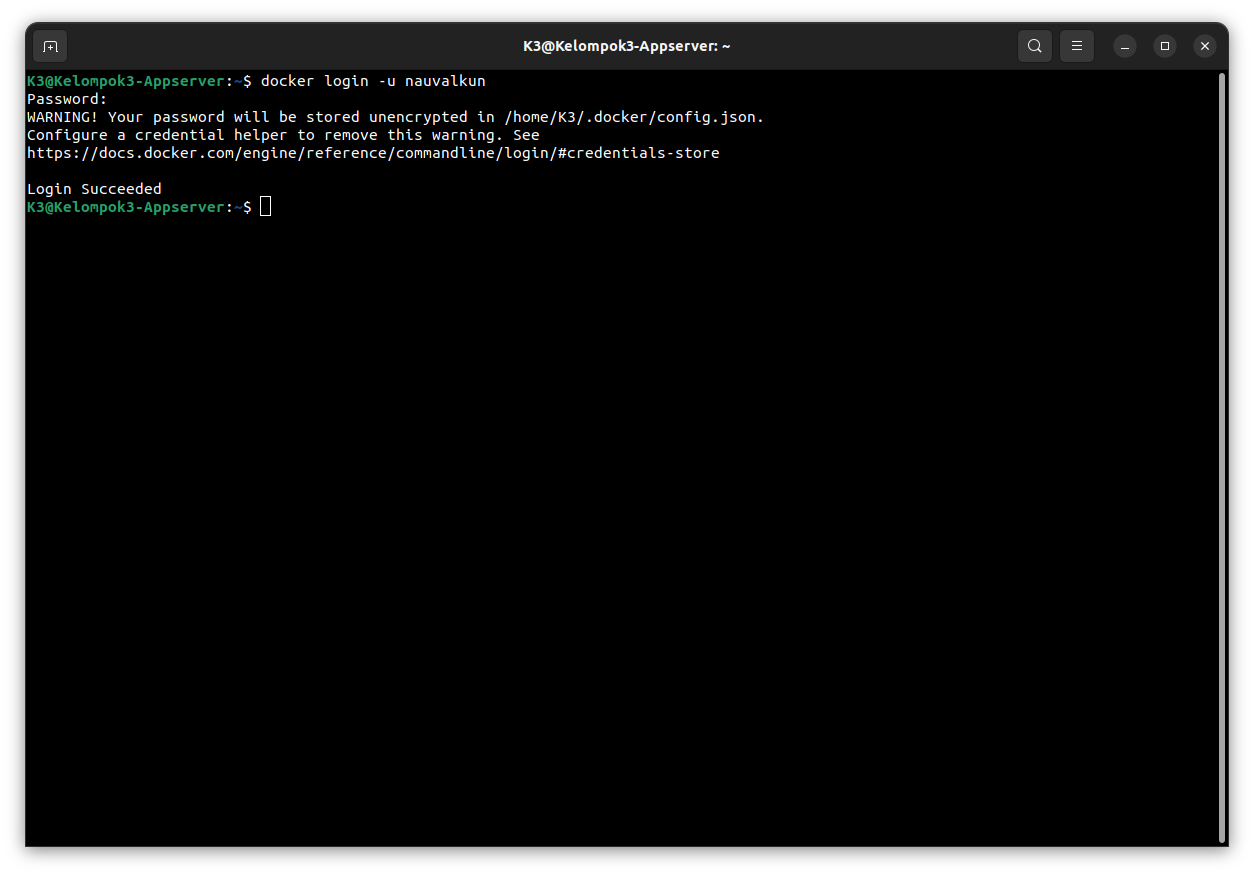 K3@Kelompok3-Appserver: ~
K3@Kelompok3-Appserver:~$ docker login -u nauvalkun
Password:
WARNING! Your password will be stored unencrypted in /home/K3/.docker/config.json.
Configure a credential helper to remove this warning. See
https://docs.docker.com/engine/reference/commandline/login/#credentials-store
Login Succeeded
K3@Kelompok3-Appserver:~$